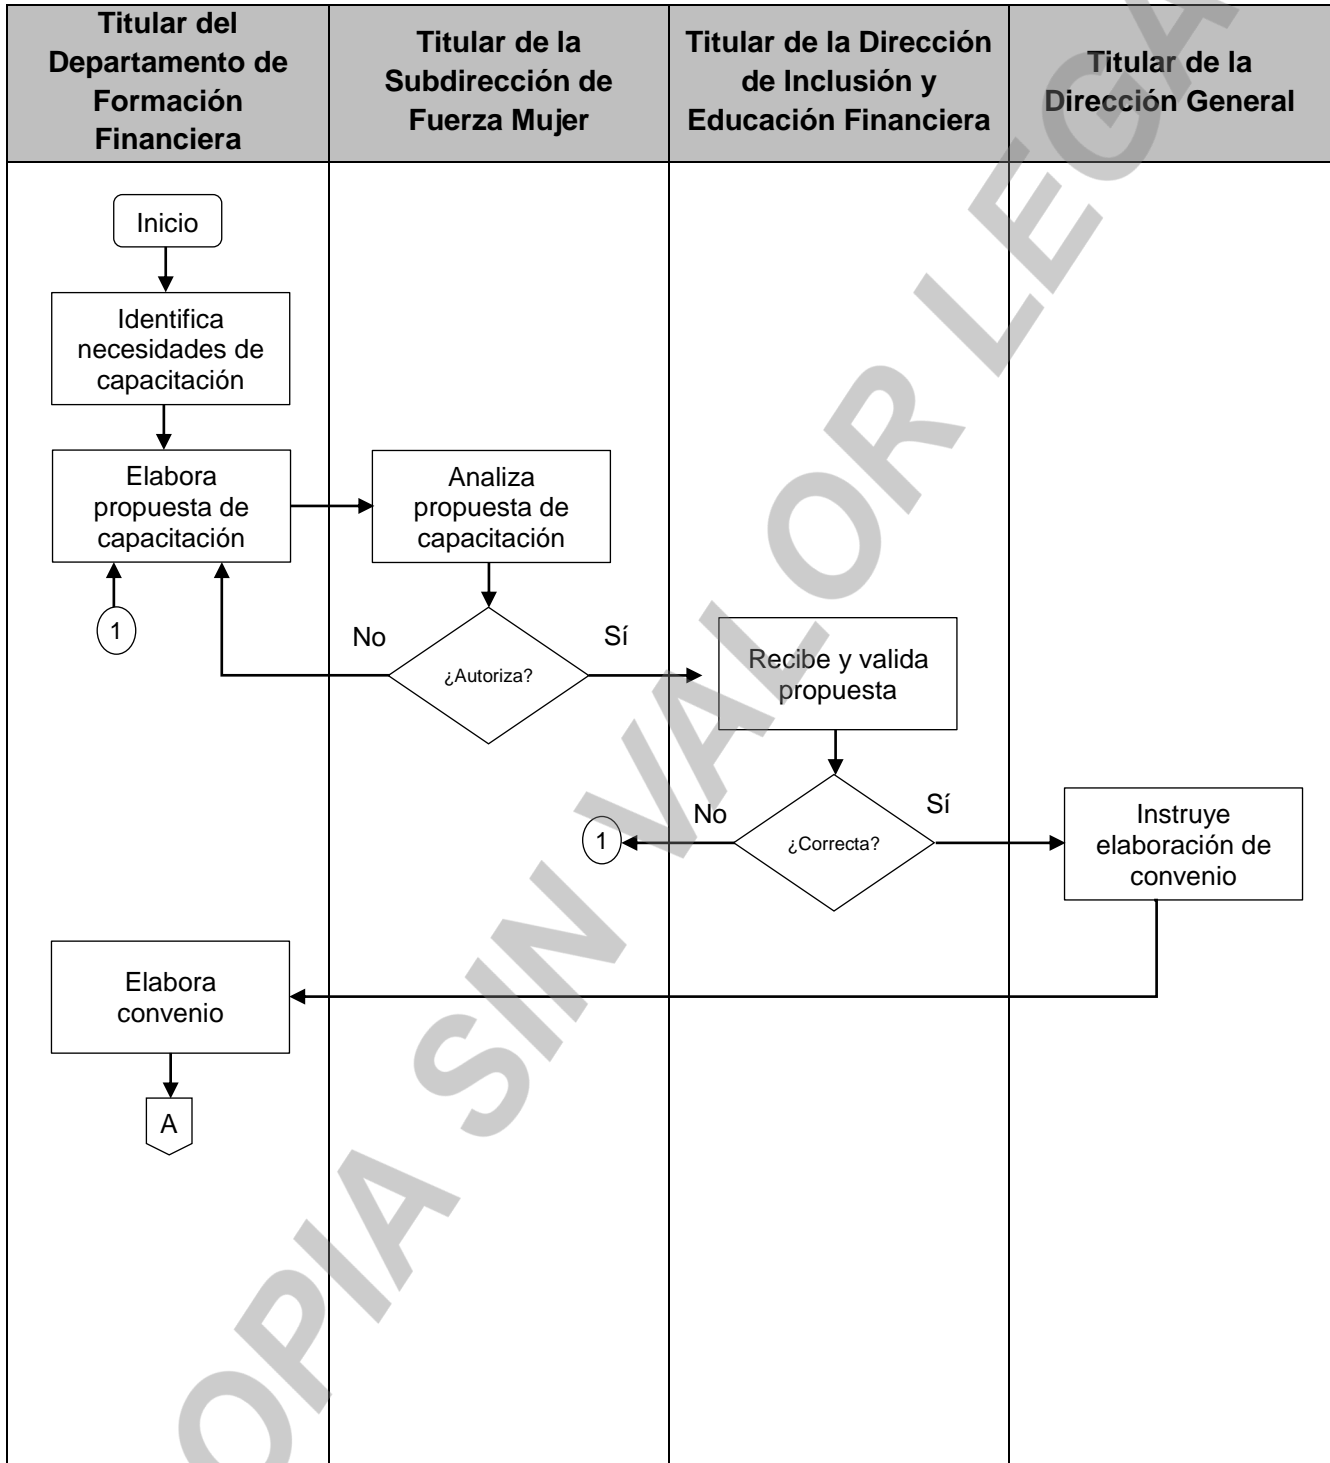 Titular del
Departamento de
Formación
Financiera
Titular de la
Subdirección de
Fuerza Mujer
Titular de la Dirección
de Inclusión y
Educación Financiera
Titular de la
Dirección General
Inicio
Identifica
necesidades de
capacitación
Elabora
propuesta de
capacitación
Analiza
propuesta de
capacitación
1
No
¿Autoriza?
Sí
Recibe y valida
propuesta
1
No
¿Correcta?
Sí
Instruye
elaboración de
convenio
Elabora
convenio
A
OPIA SIN VALOR LEGA